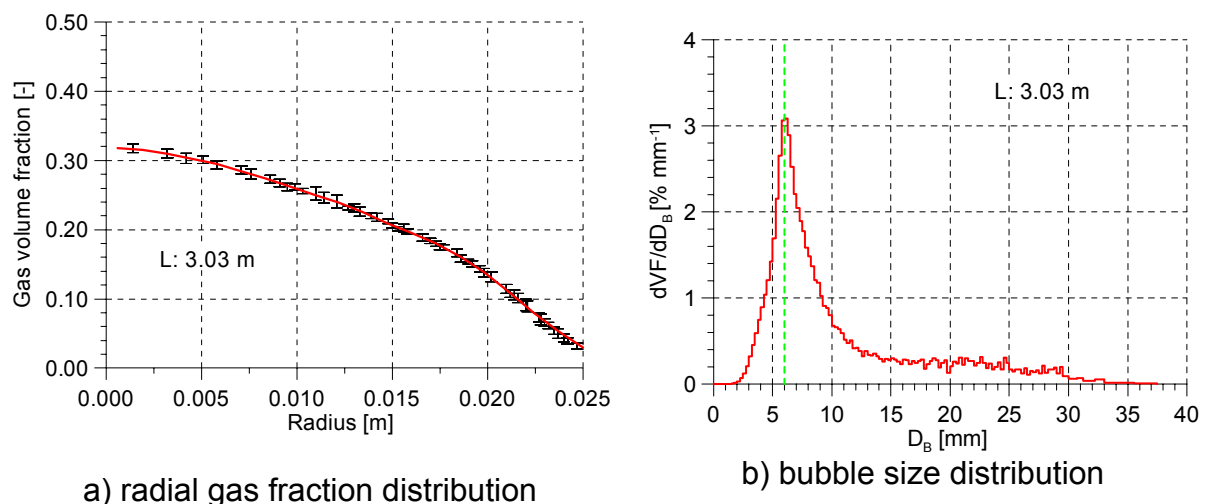 0.50
0.40
0.30
0.20
0.10
0.00
Gas volume fraction [-]
L: 3.03 m
0.000 0.005 0.010 0.015 0.020 0.025
Radius [m]
a) radial gas fraction distribution
4
3
2
1
0
dVF/dD_B [% mm⁻¹]
L: 3.03 m
0 5 10 15 20 25 30 35 40
D_B [mm]
b) bubble size distribution